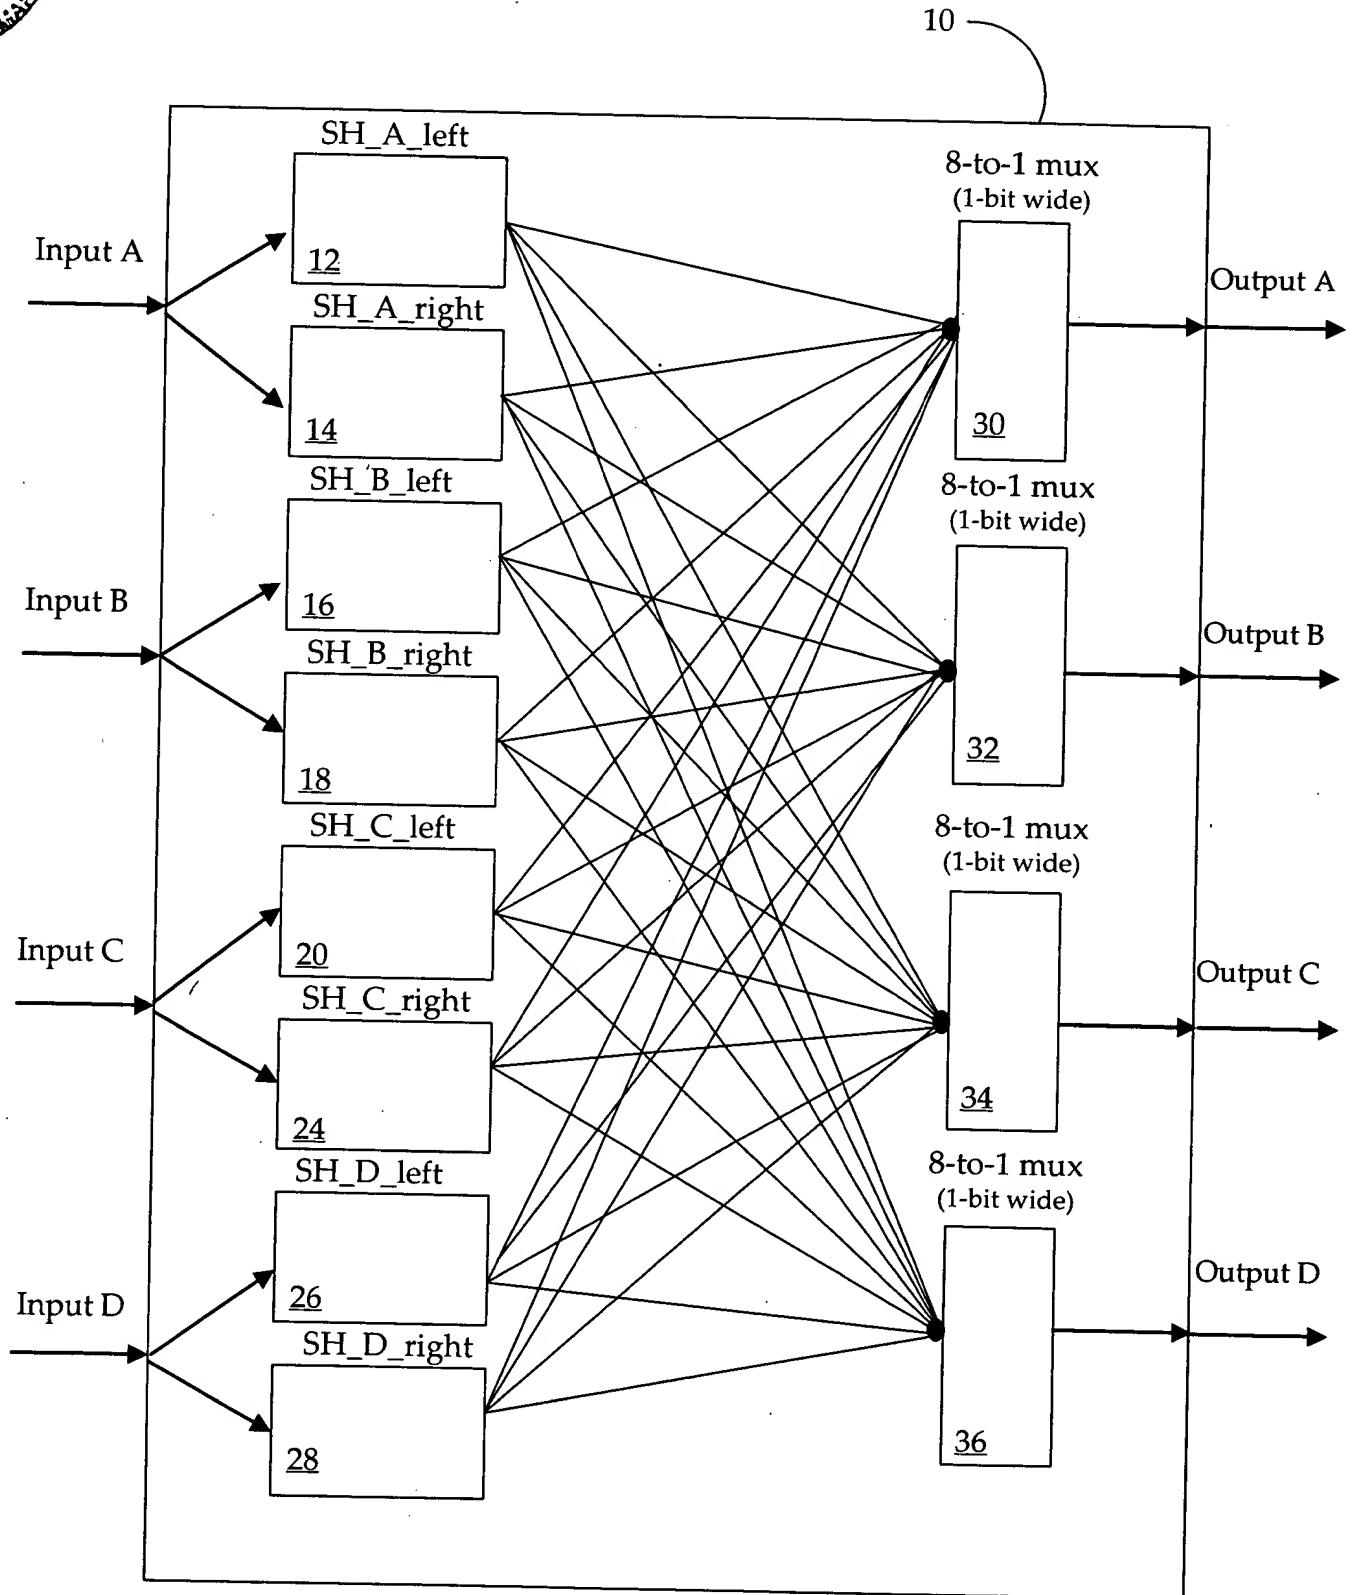 10
SH_A_left
8-to-1 mux
(1-bit wide)
Input A
12
Output A
SH_A_right
14
30
SH_B_left
8-to-1 mux
(1-bit wide)
Input B
16
Output B
SH_B_right
18
32
SH_C_left
8-to-1 mux
(1-bit wide)
Input C
20
Output C
SH_C_right
24
34
SH_D_left
8-to-1 mux
(1-bit wide)
Input D
26
Output D
SH_D_right
28
36